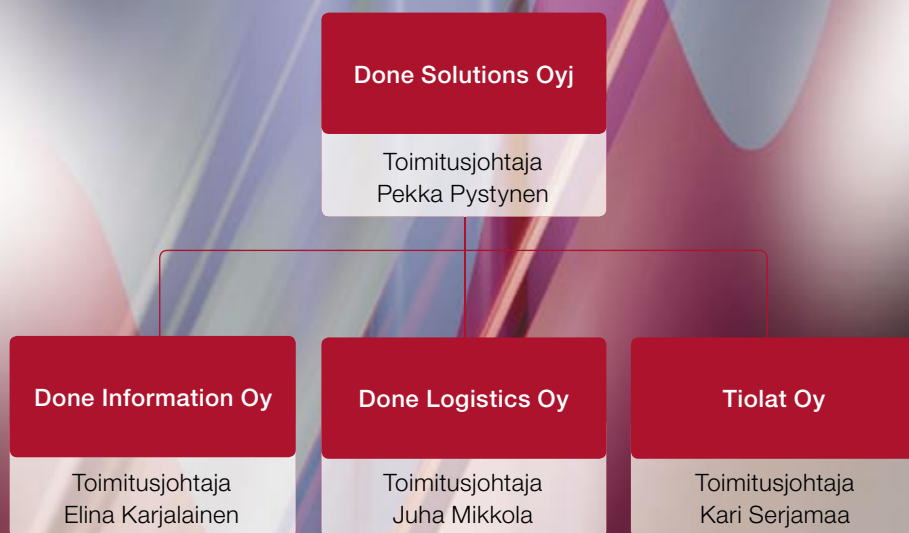 Done Solutions Oyj
Toimitusjohtaja
Pekka Pystynen
Done Information Oy
Toimitusjohtaja
Elina Karjalainen
Done Logistics Oy
Toimitusjohtaja
Juha Mikkola
Tiolat Oy
Toimitusjohtaja
Kari Serjamaa